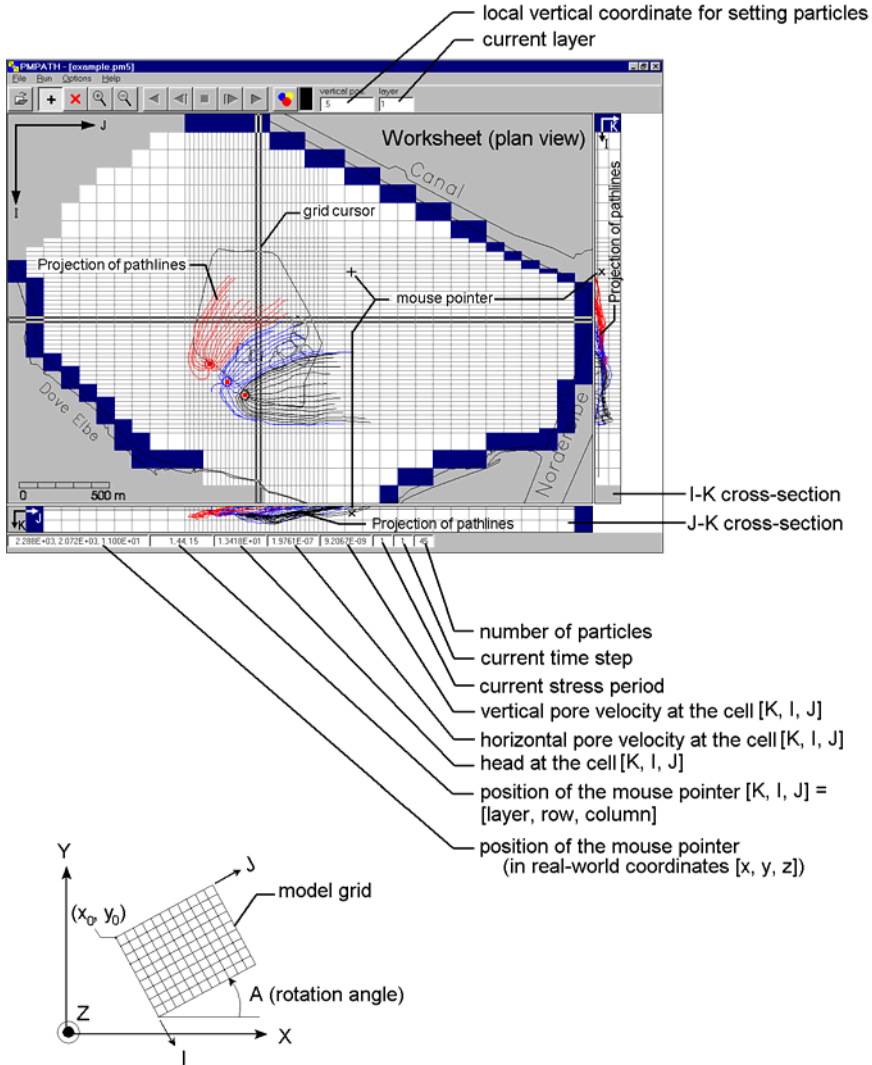 local vertical coordinate for setting particles
current layer
PMPATH - [example.pm5]
File Run Options Help
vertical pos. layer
.5 1
J
Worksheet (plan view)
K
I
I
Canal
grid cursor
Projection of pathlines
Projection of pathlines
mouse pointer
Dove Elbe
Norderelbe
0 500 m
I-K cross-section
K J
Projection of pathlines
J-K cross-section
2.288E+03, 2.072E+03, 1.100E+01 1,44,15 1.3418E+01 1.9761E-07 9.2067E-09 1 1 45
number of particles
current time step
current stress period
vertical pore velocity at the cell [K, I, J]
horizontal pore velocity at the cell [K, I, J]
head at the cell [K, I, J]
position of the mouse pointer [K, I, J] =
[layer, row, column]
position of the mouse pointer
(in real-world coordinates [x, y, z])
Y
J
model grid
(x0, y0)
A (rotation angle)
Z
X
I